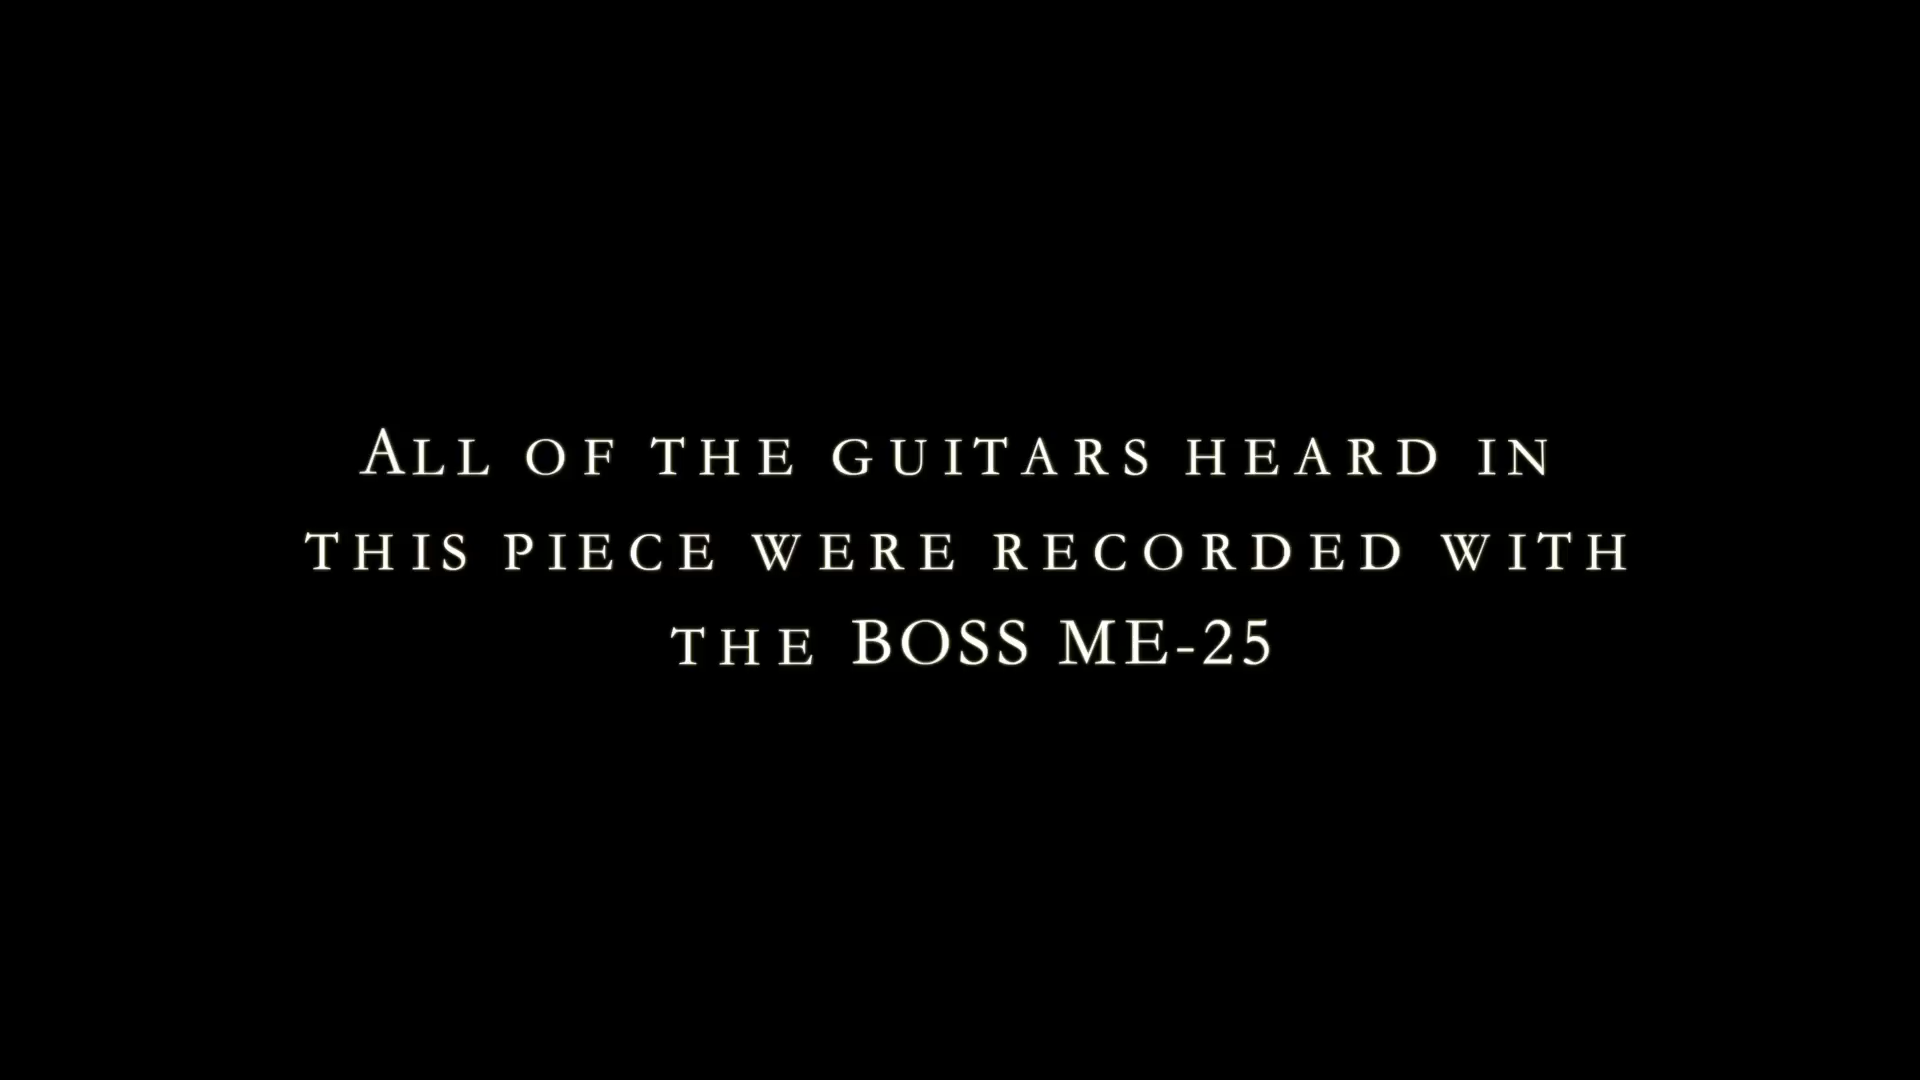 All of the guitars heard in
this piece were recorded with
the BOSS ME-25